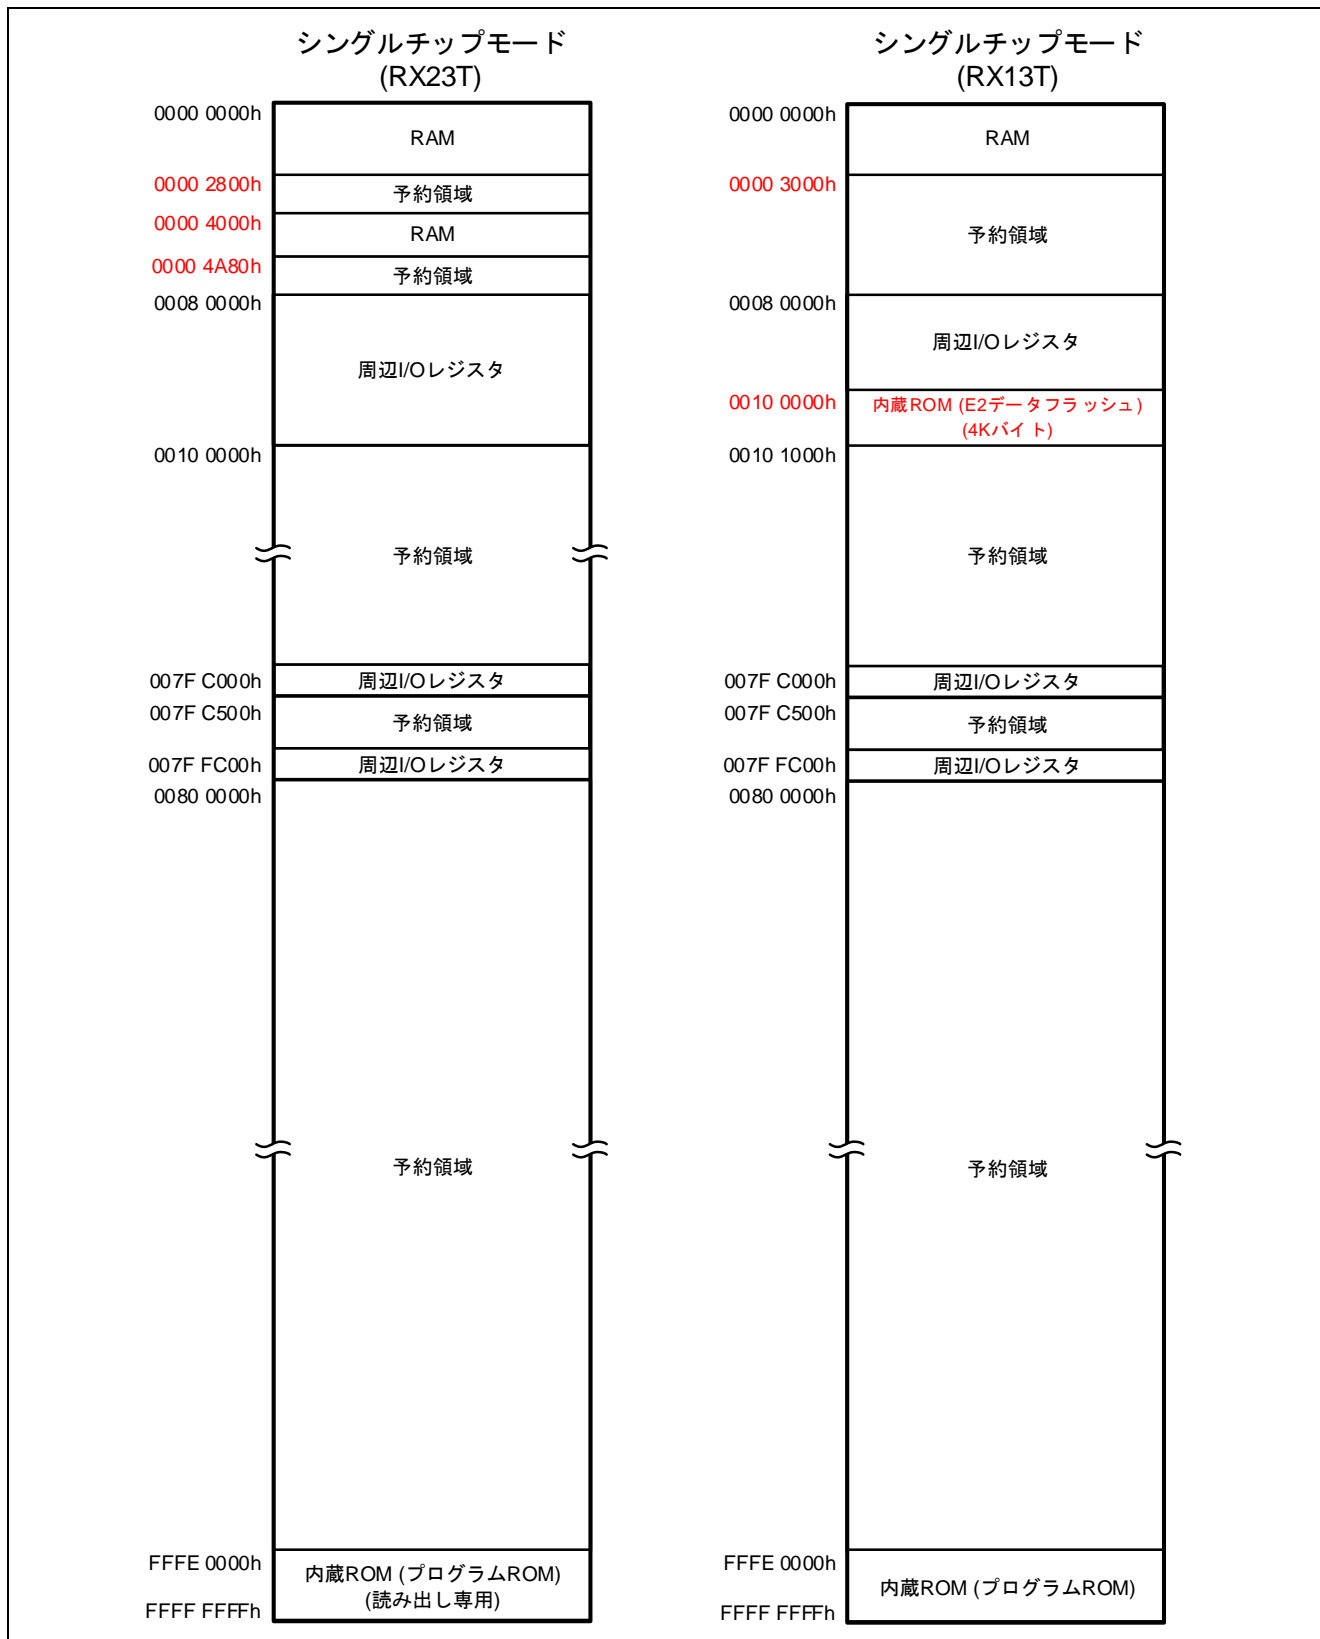 シングルチップモード
(RX23T)
0000 0000h
RAM
0000 2800h
予約領域
0000 4000h
RAM
0000 4A80h
予約領域
0008 0000h
周辺I/Oレジスタ
0010 0000h
予約領域
007F C000h
周辺I/Oレジスタ
007F C500h
予約領域
007F FC00h
周辺I/Oレジスタ
0080 0000h
予約領域
FFFE 0000h
内蔵ROM (プログラムROM)
(読み出し専用)
FFFF FFFFh
シングルチップモード
(RX13T)
0000 0000h
RAM
0000 3000h
予約領域
0008 0000h
周辺I/Oレジスタ
0010 0000h
内蔵ROM (E2データフラッシュ)
(4Kバイト)
0010 1000h
予約領域
007F C000h
周辺I/Oレジスタ
007F C500h
予約領域
007F FC00h
周辺I/Oレジスタ
0080 0000h
予約領域
FFFE 0000h
内蔵ROM (プログラムROM)
FFFF FFFFh